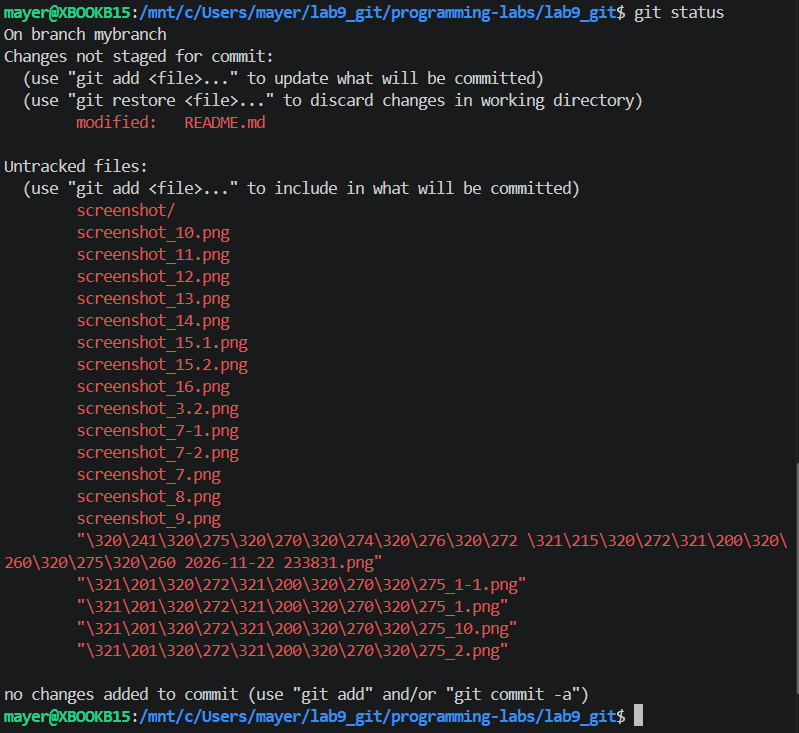 mayer@XBOOKB15:/mnt/c/Users/mayer/lab9_git/programming-labs/lab9_git$ git status
On branch mybranch
Changes not staged for commit:
  (use "git add <file>..." to update what will be committed)
  (use "git restore <file>..." to discard changes in working directory)
        modified:   README.md

Untracked files:
  (use "git add <file>..." to include in what will be committed)
        screenshot/
        screenshot_10.png
        screenshot_11.png
        screenshot_12.png
        screenshot_13.png
        screenshot_14.png
        screenshot_15.1.png
        screenshot_15.2.png
        screenshot_16.png
        screenshot_3.2.png
        screenshot_7-1.png
        screenshot_7-2.png
        screenshot_7.png
        screenshot_8.png
        screenshot_9.png
        "\320\241\320\275\320\270\320\274\320\276\320\272 \321\215\320\272\321\200\320\
260\320\275\320\260 2026-11-22 233831.png"
        "\321\201\320\272\321\200\320\270\320\275_1-1.png"
        "\321\201\320\272\321\200\320\270\320\275_1.png"
        "\321\201\320\272\321\200\320\270\320\275_10.png"
        "\321\201\320\272\321\200\320\270\320\275_2.png"

no changes added to commit (use "git add" and/or "git commit -a")
mayer@XBOOKB15:/mnt/c/Users/mayer/lab9_git/programming-labs/lab9_git$